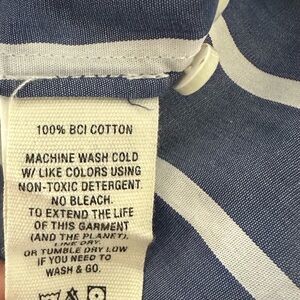 100% BCI COTTON
MACHINE WASH COLD
W/ LIKE COLORS USING
NON-TOXIC DETERGENT.
NO BLEACH.
TO EXTEND THE LIFE
OF THIS GARMENT
(AND THE PLANET),
LINE DRY.
OR TUMBLE DRY LOW
IF YOU NEED TO
WASH & GO.